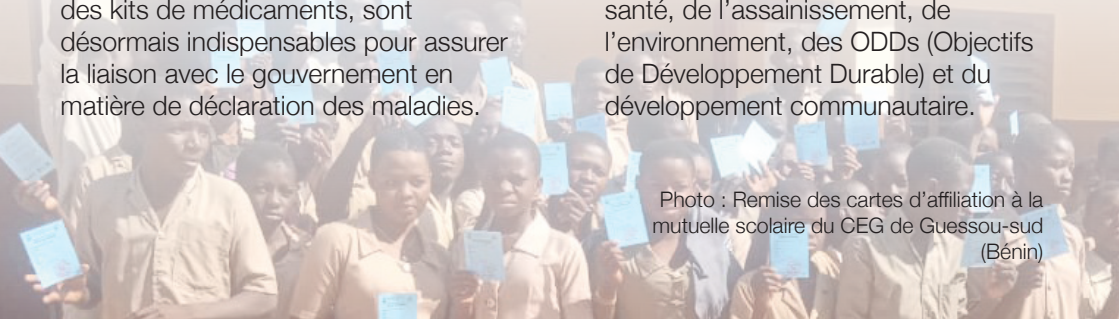 des kits de médicaments, sont
désormais indispensables pour assurer
la liaison avec le gouvernement en
matière de déclaration des maladies.
santé, de l’assainissement, de
l’environnement, des ODDs (Objectifs
de Développement Durable) et du
développement communautaire.
Photo : Remise des cartes d’affiliation à la
mutuelle scolaire du CEG de Guessou-sud
(Bénin)